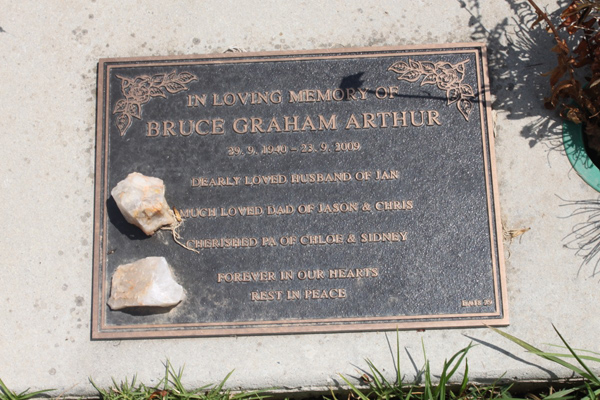 IN LOVING MEMORY OF
BRUCE GRAHAM ARTHUR
29. 9. 1940 – 23. 9. 2009
DEARLY LOVED HUSBAND OF JAN
MUCH LOVED DAD OF JASON & CHRIS
CHERISHED PA OF CHLOE & SIDNEY
FOREVER IN OUR HEARTS
REST IN PEACE